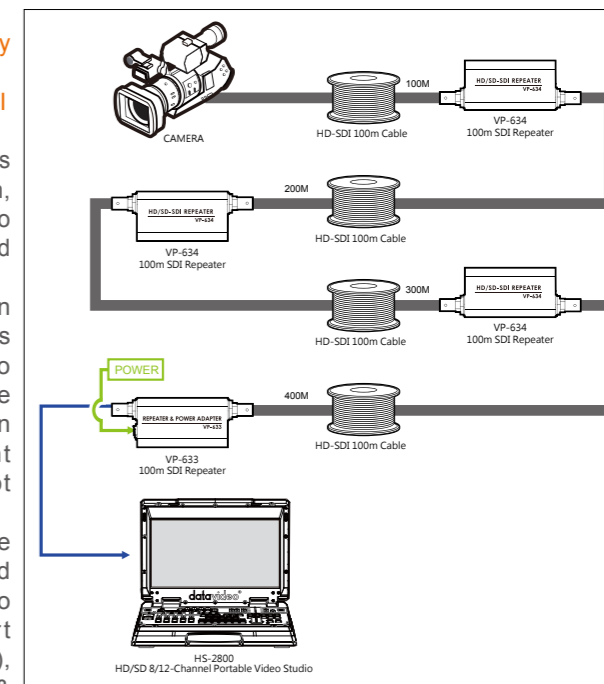 y
l
s
,
o
d
n
s
o
e
n
t
t
e
d
o
t
),
100M
HD/SD-SDI REPEATER
VP-634
CAMERA
HD-SDI 100m Cable
VP-634
100m SDI Repeater
200M
HD/SD-SDI REPEATER
VP-634
HD-SDI 100m Cable
VP-634
100m SDI Repeater
300M
HD/SD-SDI REPEATER
VP-634
HD-SDI 100m Cable
VP-634
100m SDI Repeater
POWER
400M
REPEATER & POWER ADAPTER
VP-633
HD-SDI 100m Cable
VP-633
100m SDI Repeater
datavideo
HS-2800
HD/SD 8/12-Channel Portable Video Studio